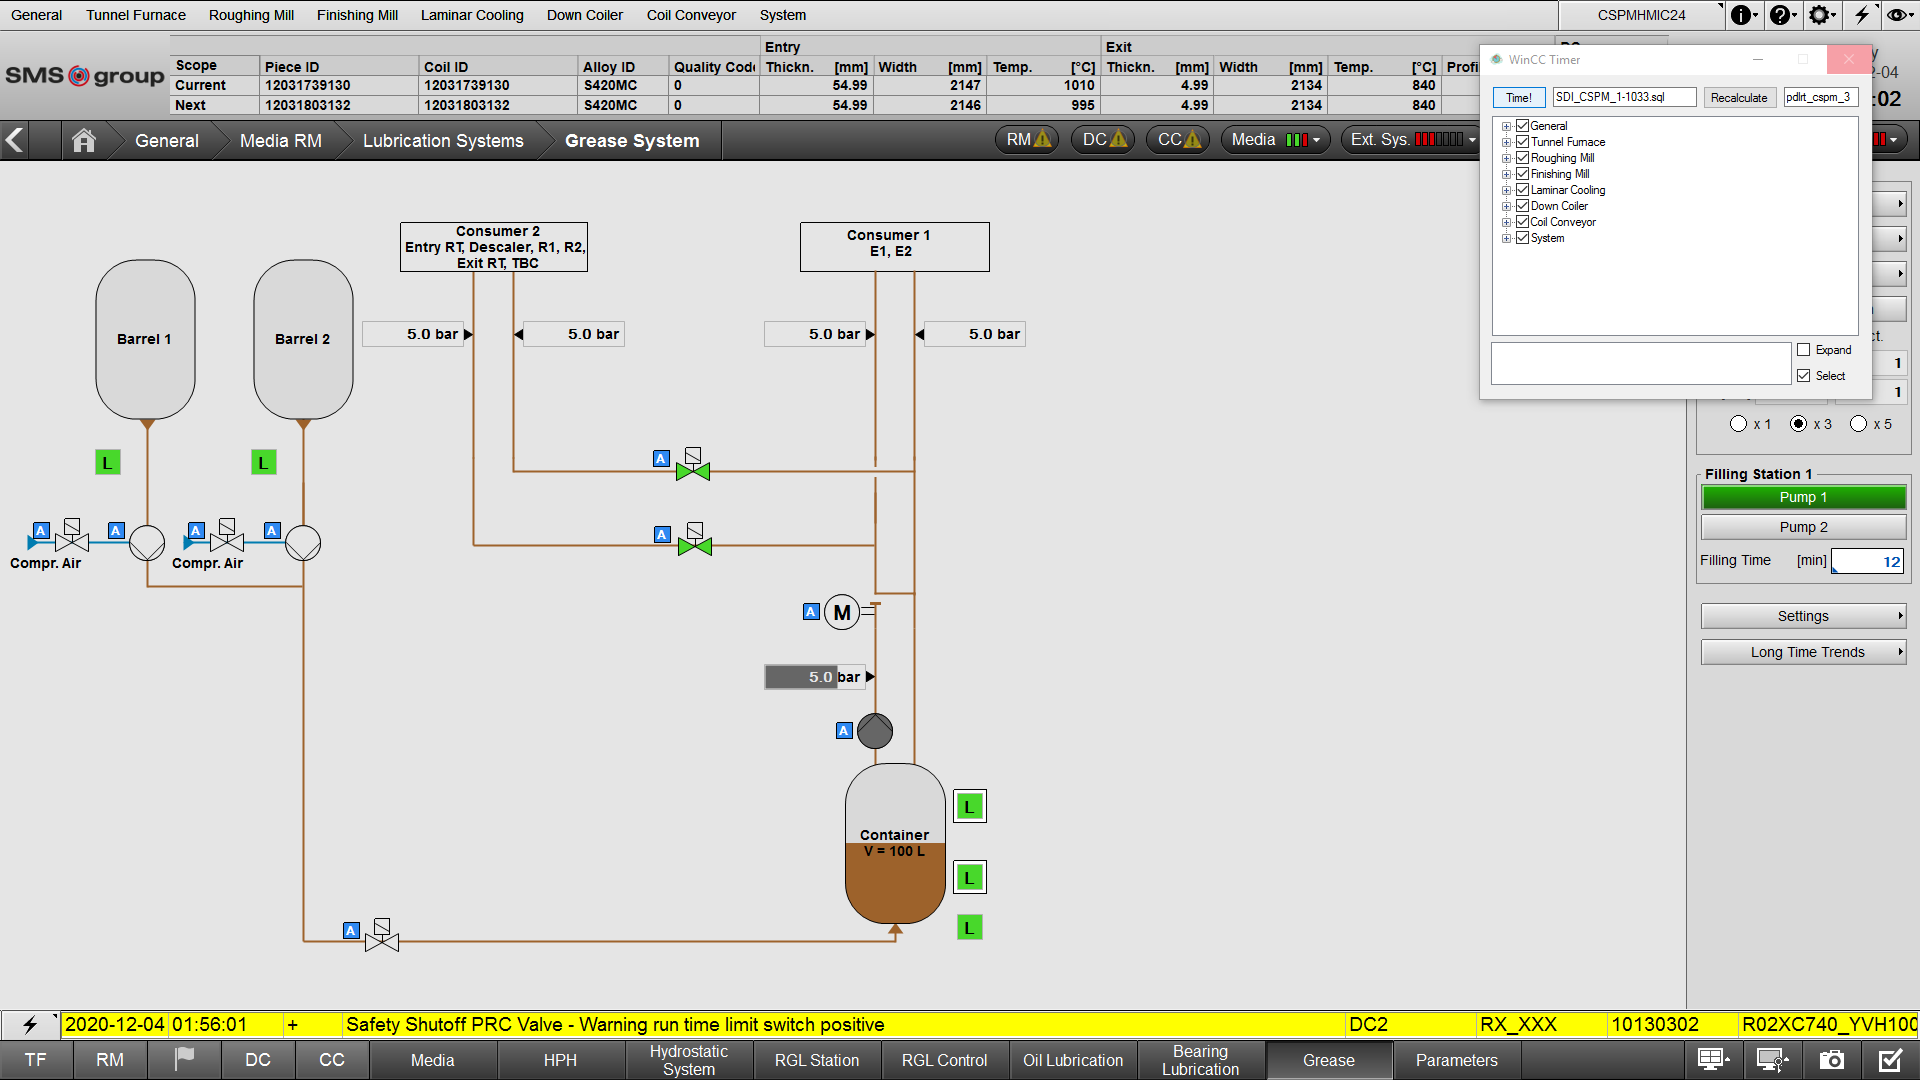 General Tunnel Furnace Roughing Mill Finishing Mill Laminar Cooling Down Coiler Coil Conveyor System CSPMHMIC24
Entry Exit
Scope Piece ID Coil ID Alloy ID Quality Code Thickn. [mm] Width [mm] Temp. [°C] Thickn. [mm] Width [mm] Temp. [°C] Profi
Current 12031739130 12031739130 S420MC 0 54.99 2147 1010 4.99 2134 840
Next 12031803132 12031803132 S420MC 0 54.99 2146 995 4.99 2134 840
SMS group
-04
:02
General Media RM Lubrication Systems Grease System RM DC CC Media Ext. Sys.
WinCC Timer
Time! SDI_CSPM_1-1033.sql Recalculate pdlrt_cspm_3
General
Tunnel Furnace
Roughing Mill
Finishing Mill
Laminar Cooling
Down Coiler
Coil Conveyor
System
Expand
Select
ct.
1
1
x 1 x 3 x 5
Filling Station 1
Pump 1
Pump 2
Filling Time [min] 12
Settings
Long Time Trends
Consumer 2
Entry RT, Descaler, R1, R2,
Exit RT, TBC
Consumer 1
E1, E2
Barrel 1 Barrel 2
5.0 bar 5.0 bar 5.0 bar 5.0 bar
L L
A
A A A A A
Compr. Air Compr. Air
A M
5.0 bar
A
L
Container
V = 100 L
L
L
A
2020-12-04 01:56:01 + Safety Shutoff PRC Valve - Warning run time limit switch positive DC2 RX_XXX 10130302 R02XC740_YVH100
TF RM DC CC Media HPH Hydrostatic System RGL Station RGL Control Oil Lubrication Bearing Lubrication Grease Parameters